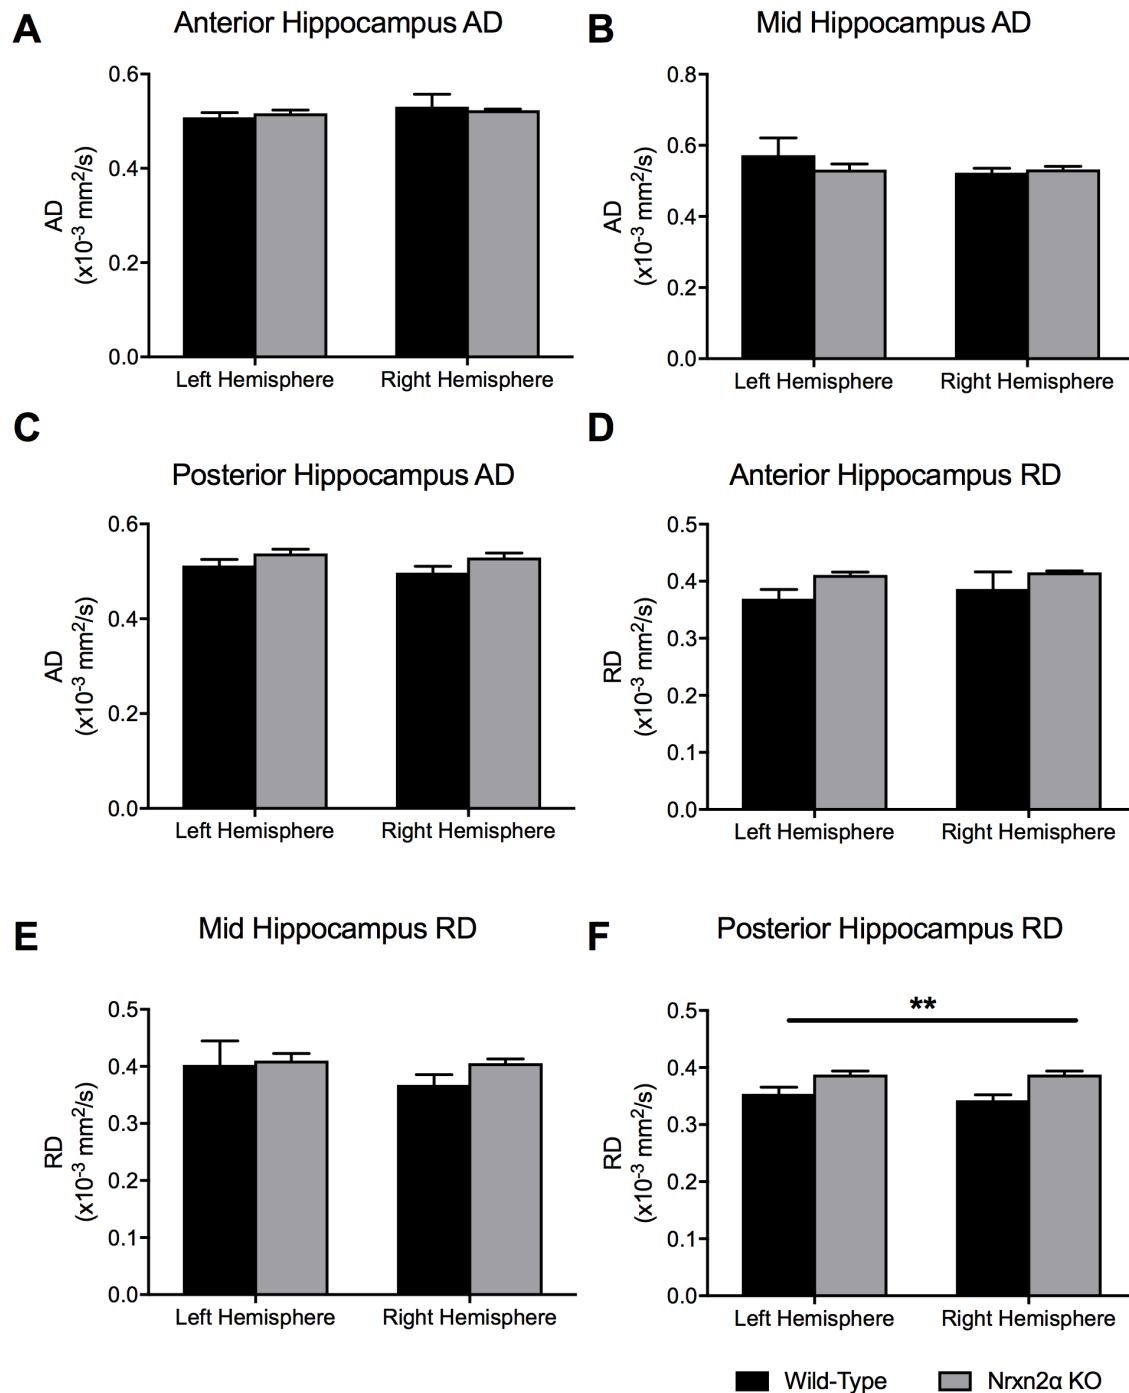 A
Anterior Hippocampus AD
0.6
0.4
0.2
0.0
AD
(x10⁻³ mm²/s)
Left Hemisphere
Right Hemisphere
B
Mid Hippocampus AD
0.8
0.6
0.4
0.2
0.0
AD
(x10⁻³ mm²/s)
Left Hemisphere
Right Hemisphere
C
Posterior Hippocampus AD
0.6
0.4
0.2
0.0
AD
(x10⁻³ mm²/s)
Left Hemisphere
Right Hemisphere
D
Anterior Hippocampus RD
0.5
0.4
0.3
0.2
0.1
0.0
RD
(x10⁻³ mm²/s)
Left Hemisphere
Right Hemisphere
E
Mid Hippocampus RD
0.5
0.4
0.3
0.2
0.1
0.0
RD
(x10⁻³ mm²/s)
Left Hemisphere
Right Hemisphere
F
Posterior Hippocampus RD
**
0.5
0.4
0.3
0.2
0.1
0.0
RD
(x10⁻³ mm²/s)
Left Hemisphere
Right Hemisphere
Wild-Type
Nrxn2α KO